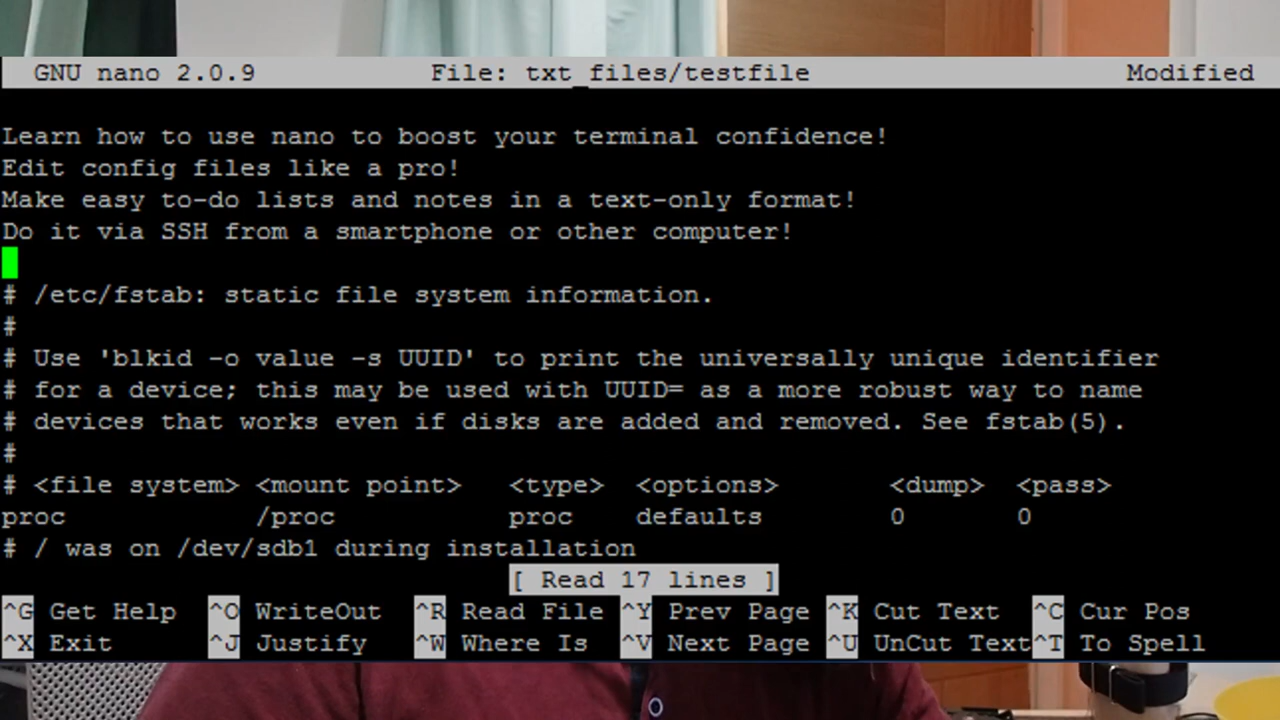 GNU nano 2.0.9 File: txt_files/testfile Modified
Learn how to use nano to boost your terminal confidence!
Edit config files like a pro!
Make easy to-do lists and notes in a text-only format!
Do it via SSH from a smartphone or other computer!
# /etc/fstab: static file system information.
#
# Use 'blkid -o value -s UUID' to print the universally unique identifier
# for a device; this may be used with UUID= as a more robust way to name
# devices that works even if disks are added and removed. See fstab(5).
#
# <file system> <mount point> <type> <options> <dump> <pass>
proc /proc proc defaults 0 0
# / was on /dev/sdb1 during installation
[ Read 17 lines ]
^G Get Help ^O WriteOut ^R Read File ^Y Prev Page ^K Cut Text ^C Cur Pos
^X Exit ^J Justify ^W Where Is ^V Next Page ^U UnCut Text ^T To Spell